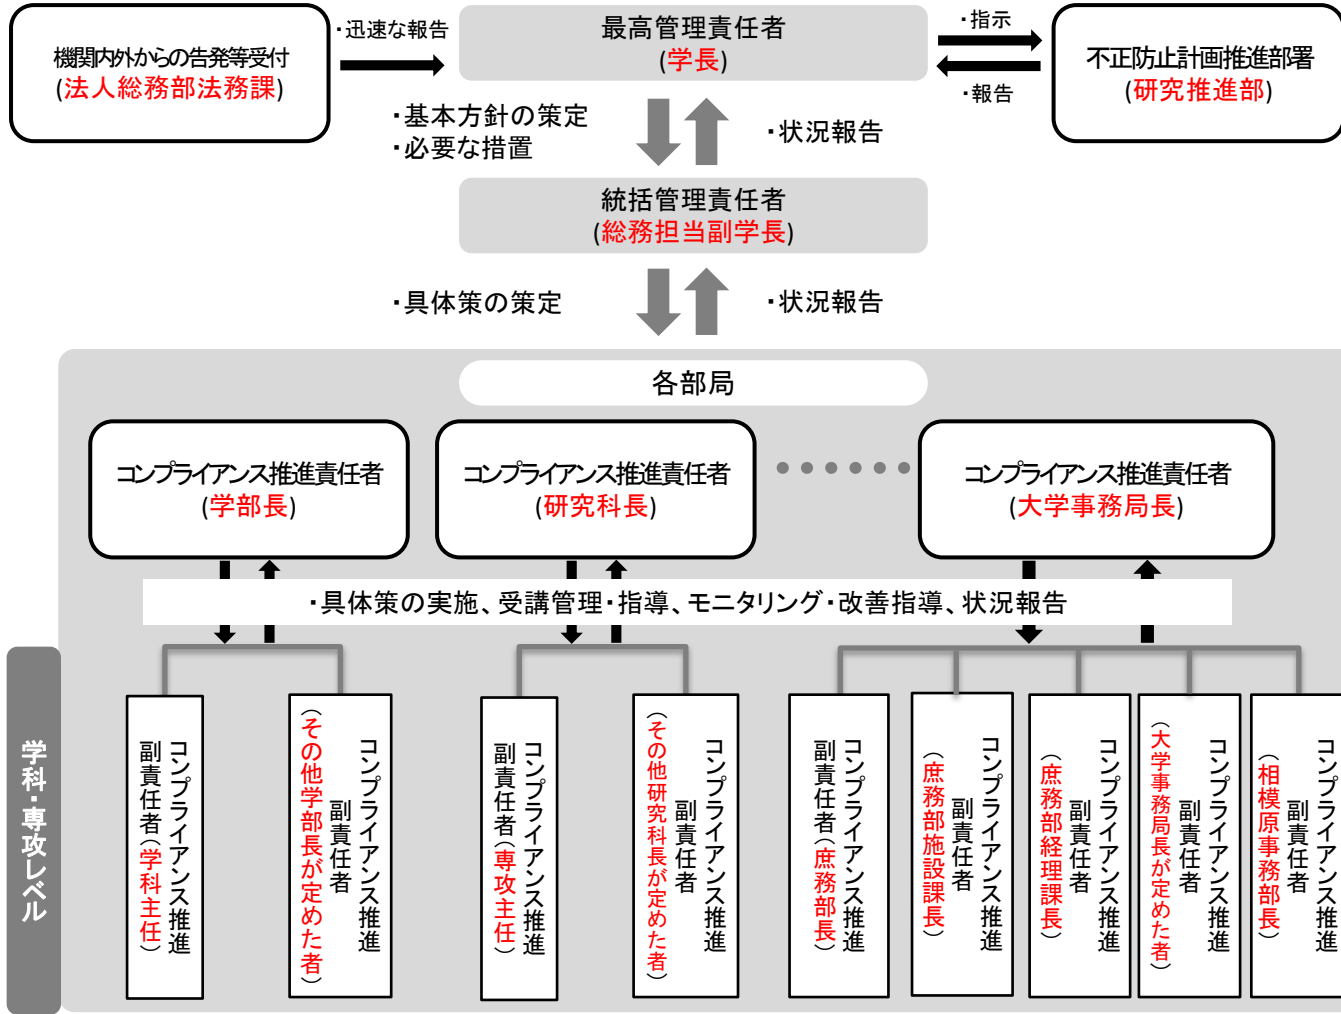 機関内外からの告発等受付
(法人総務部法務課)
・迅速な報告
最高管理責任者
(学長)
・指示
・報告
不正防止計画推進部署
(研究推進部)
・基本方針の策定
・必要な措置
・状況報告
統括管理責任者
(総務担当副学長)
・具体策の策定
・状況報告
各部局
コンプライアンス推進責任者
(学部長)
コンプライアンス推進責任者
(研究科長)
コンプライアンス推進責任者
(大学事務局長)
・具体策の実施、受講管理・指導、モニタリング・改善指導、状況報告
学科・専攻レベル
コンプライアンス推進
副責任者(学科主任)
コンプライアンス推進
副責任者
(その他学部長が定めた者)
コンプライアンス推進
副責任者(専攻主任)
コンプライアンス推進
副責任者
(その他研究科長が定めた者)
コンプライアンス推進
副責任者(庶務部長)
コンプライアンス推進
副責任者
(庶務部施設課長)
コンプライアンス推進
副責任者
(庶務部経理課長)
コンプライアンス推進
副責任者
(大学事務局長が定めた者)
コンプライアンス推進
副責任者
(相模原事務部長)